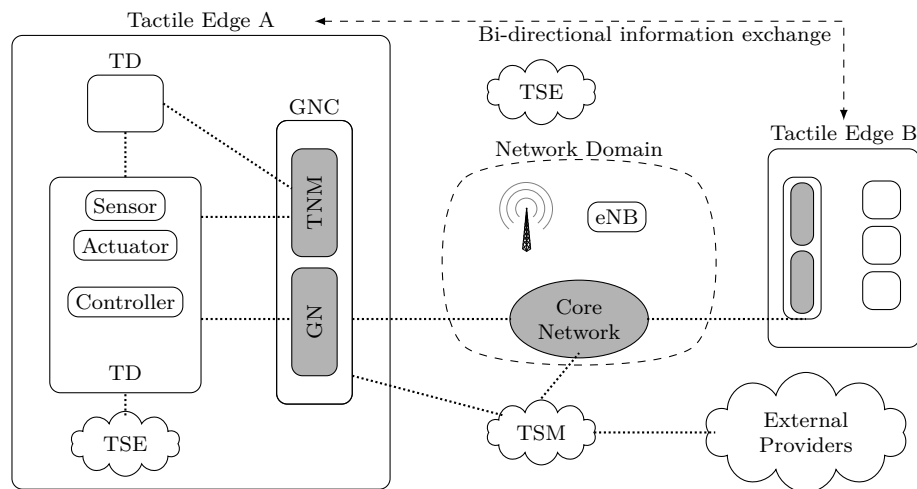 Tactile Edge A
Bi-directional information exchange
TD
TSE
GNC
Tactile Edge B
Network Domain
TNM
Sensor
eNB
Actuator
Controller
GN
Core
Network
TD
TSE
TSM
External
Providers